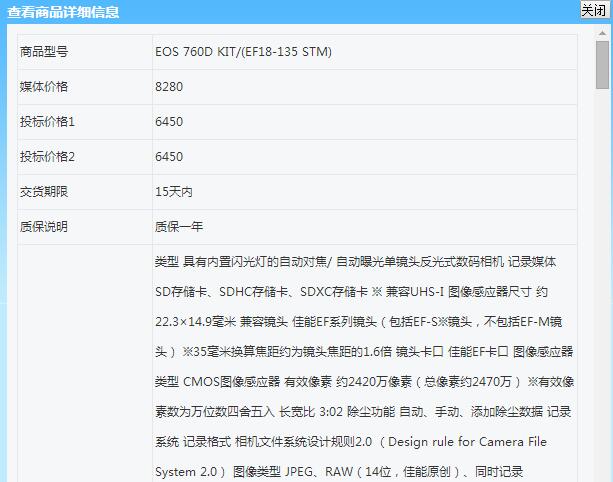 查看商品详细信息
关闭
商品型号 EOS 760D KIT/(EF18-135 STM)
媒体价格 8280
投标价格1 6450
投标价格2 6450
交货期限 15天内
质保说明 质保一年
类型 具有内置闪光灯的自动对焦/ 自动曝光单镜头反光式数码相机 记录媒体
SD存储卡、SDHC存储卡、SDXC存储卡 ※ 兼容UHS-I 图像感应器尺寸 约
22.3×14.9毫米 兼容镜头 佳能EF系列镜头（包括EF-S※镜头，不包括EF-M镜
头） ※35毫米换算焦距约为镜头焦距的1.6倍 镜头卡口 佳能EF卡口 图像感应器
类型 CMOS图像感应器 有效像素 约2420万像素（总像素约2470万） ※有效像
素数为万位数四舍五入 长宽比 3:02 除尘功能 自动、手动、添加除尘数据 记录
系统 记录格式 相机文件系统设计规则2.0 （Design rule for Camera File
System 2.0） 图像类型 JPEG、RAW（14位，佳能原创）、同时记录